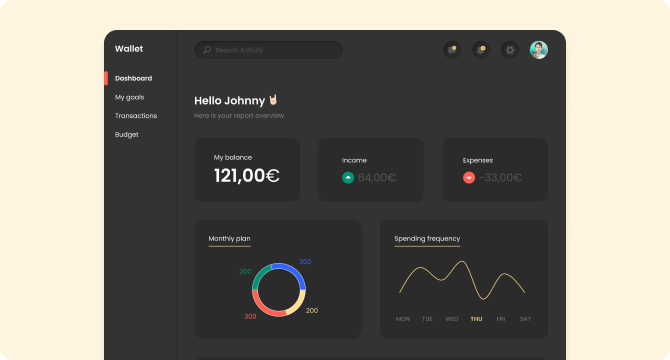 Wallet
Search Activity
Dashboard
My goals
Transactions
Budget
Hello Johnny 🤘🏻
Here is your report overview
My balance
121,00€
Income
64,00€
Expenses
-33,00€
Monthly plan
300
200
200
300
Spending frequency
MON TUE WED THU FRI SAT